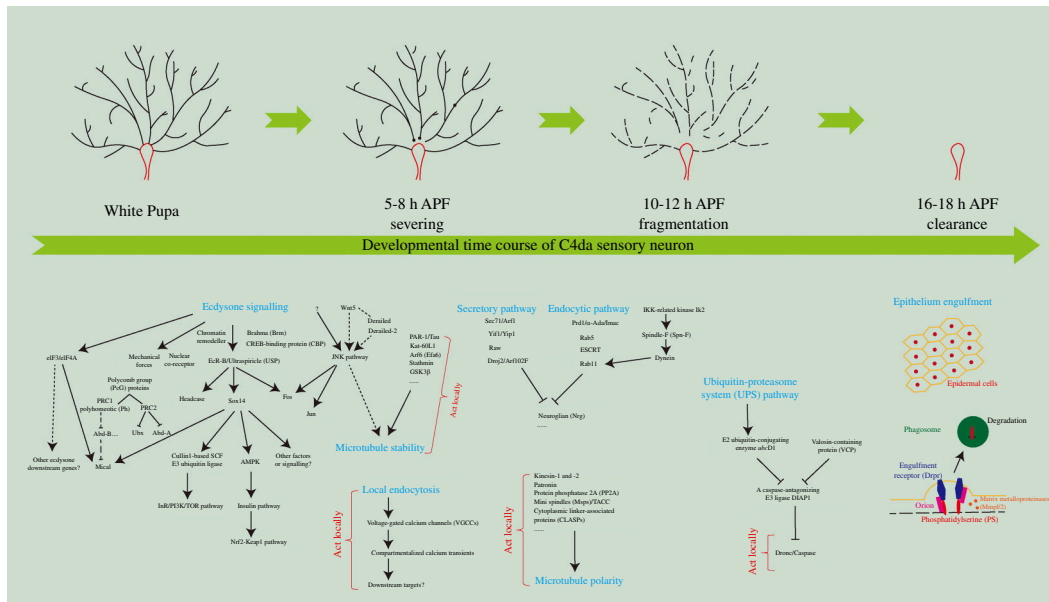 White Pupa
5-8 h APF
severing
10-12 h APF
fragmentation
16-18 h APF
clearance
Developmental time course of C4da sensory neuron
Ecdysone signalling
eIF3/eIF4A
Mechanical
forces
Chromatin
remodeller
Nuclear
co-receptor
Brahma (Brm)
CREB-binding protein (CBP)
EcR-B/Ultraspiricle (USP)
Polycomb group
(PcG) proteins
PRC1
polyhomeotic (Ph)
PRC2
Abd-B....
Ubx
Abd-A
Other ecdysone
downstream genes?
Mical
Headcase
Sox14
Fos
Jun
Cullin1-based SCF
E3 ubiquitin ligase
AMPK
Other factors
or signalling?
InR/PI3K/TOR pathway
Insulin pathway
Nrf2-Keap1 pathway
?
Wnt5
Derailed
Derailed-2
JNK pathway
PAR-1/Tau
Kat-60L1
Arf6 (Efa6)
Stathmin
GSK3β
......
Act locally
Microtubule stability
Local endocytosis
Voltage-gated calcium channels (VGCCs)
Compartmentalized calcium transients
Downstream targets?
Act locally
Secretory pathway
Sec71/Arf1
Yif1/Yip1
Raw
Droj2/Arf102F
Endocytic pathway
Prd1/α-Ada/Imac
Rab5
ESCRT
Rab11
IKK-related kinase Ik2
Spindle-F (Spn-F)
Dynein
Neuroglian (Nrg)
......
Kinesin-1 and -2
Patronin
Protein phosphatase 2A (PP2A)
Mini spindles (Msps)/TACC
Cytoplasmic linker-associated
proteins (CLASPs)
......
Act locally
Microtubule polarity
Ubiquitin-proteasome
system (UPS) pathway
E2 ubiquitin-conjugating
enzyme ubcD1
Valosin-containing
protein (VCP)
A caspase-antagonizing
E3 ligase DIAP1
Act locally
Dronc/Caspase
Epithelium engulfment
Epidermal cells
Phagosome
Degradation
Engulfment
receptor (Drpr)
Orion
Matrix metalloproteinases
(Mmp1/2)
Phosphatidylserine (PS)